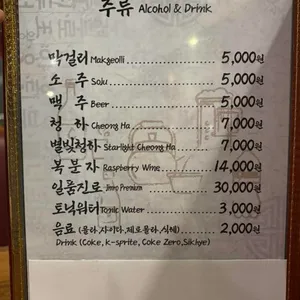 주류 Alcohol & Drink
막걸리 Makgeolli 5,000원
소 주 Soju 5,000원
맥 주 Beer 5,000원
청 하 Cheong Ha 7,000원
별빛청하 Starlight Cheong Ha 7,000원
복 분 자 Raspberry Wine 14,000원
일품진로 Jinro Premium 30,000원
토닉워터 Tonic Water 3,000원
음료 (콜라, 사이다, 제로콜라, 식혜) 2,000원
Drink (Coke, K-sprite, Coke Zero, Sikhye)